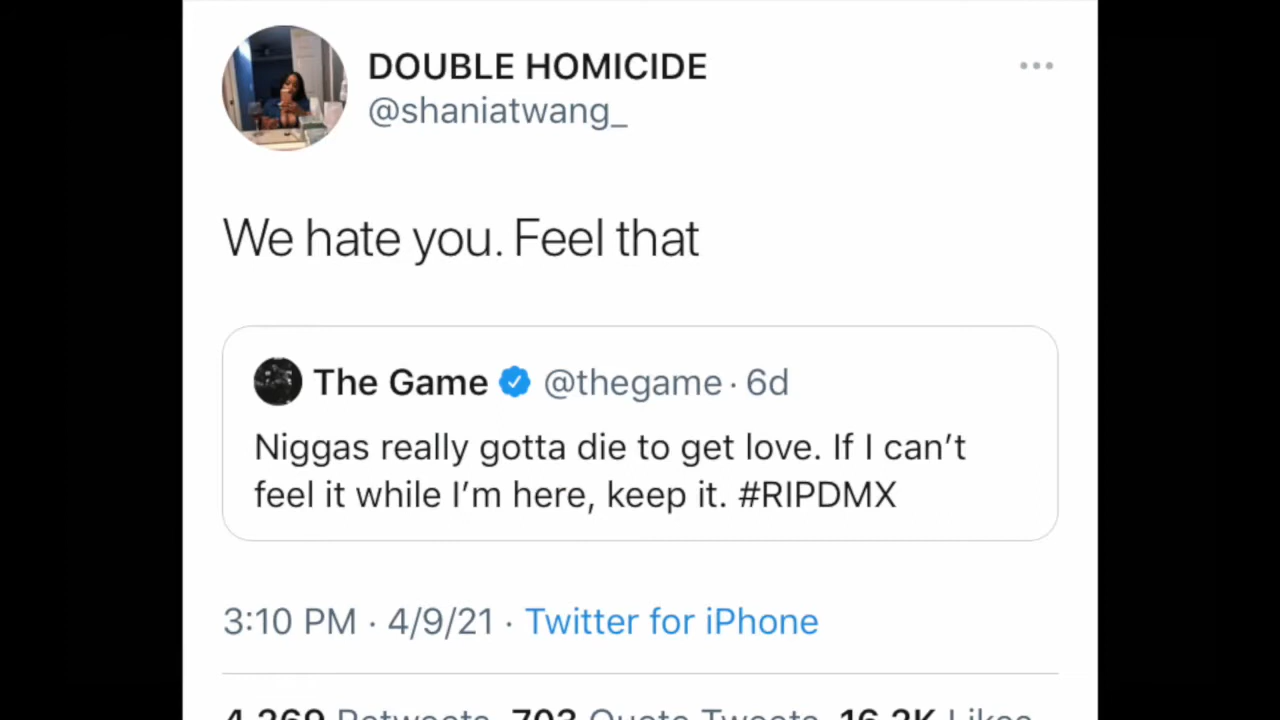 DOUBLE HOMICIDE
@shaniatwang_
We hate you. Feel that
The Game @thegame · 6d
Niggas really gotta die to get love. If I can't
feel it while I'm here, keep it. #RIPDMX
3:10 PM · 4/9/21 · Twitter for iPhone
4,269 Retweets 703 Quote Tweets 16.2K Likes